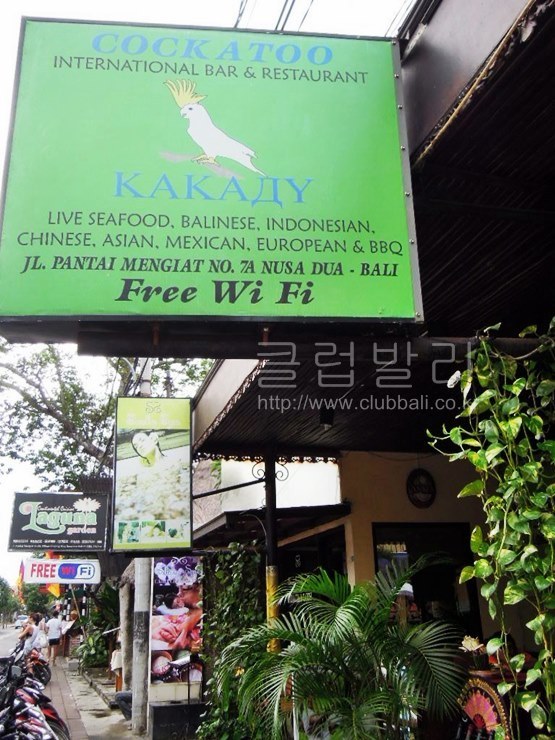 COCKATOO
INTERNATIONAL BAR & RESTAURANT
КАКАДУ
LIVE SEAFOOD, BALINESE, INDONESIAN,
CHINESE, ASIAN, MEXICAN, EUROPEAN & BBQ
JL. PANTAI MENGIAT NO. 7A NUSA DUA - BALI
Free Wi Fi
클럽발리
http://www.clubbali.co.kr
Laguna
garden
FREE Wi Fi